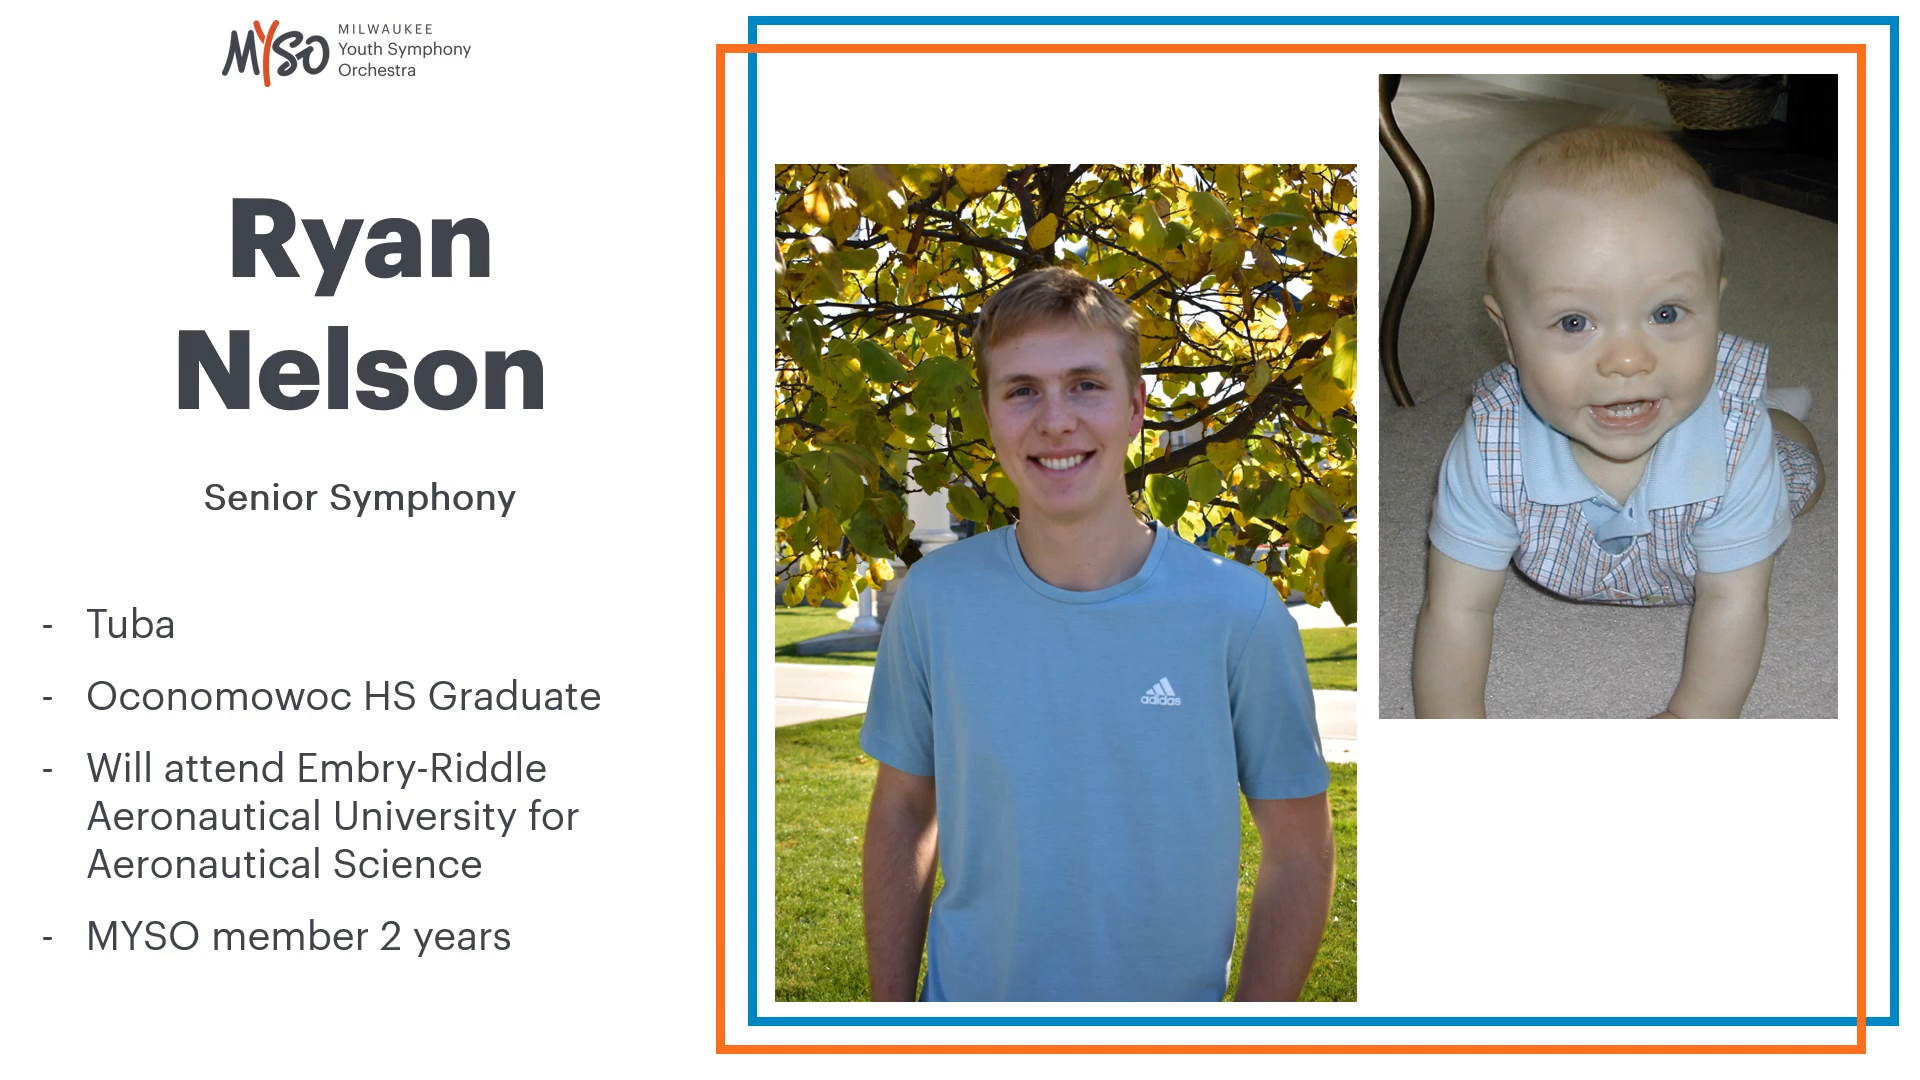 MYSO
MILWAUKEE
Youth Symphony
Orchestra
Ryan
Nelson
Senior Symphony
- Tuba
- Oconomowoc HS Graduate
- Will attend Embry-Riddle
Aeronautical University for
Aeronautical Science
- MYSO member 2 years
adidas